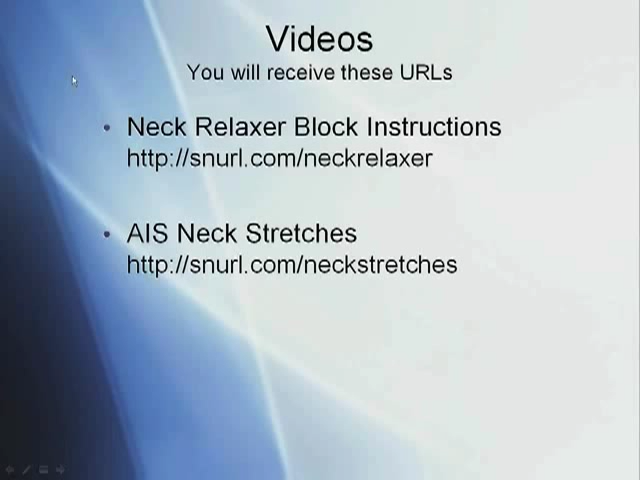 Videos
You will receive these URLs
• Neck Relaxer Block Instructions
http://snurl.com/neckrelaxer
• AIS Neck Stretches
http://snurl.com/neckstretches